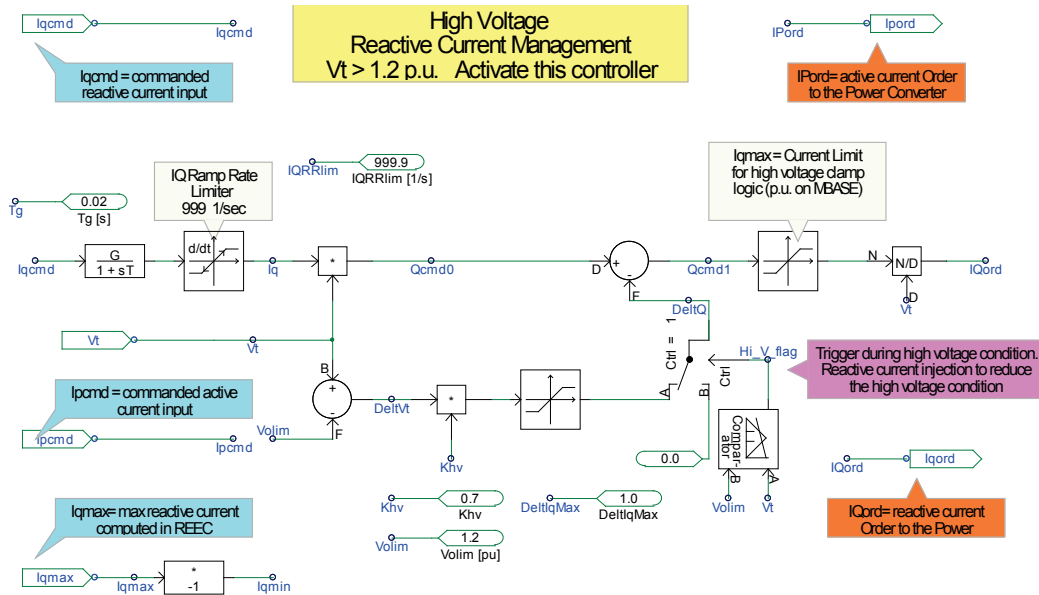 Iqcmd
Iqcmd
High Voltage
Reactive Current Management
Vt > 1.2 p.u. Activate this controller
IPord
Ipord
Iqcmd = commanded
reactive current input
IPord= active current Order
to the Power Converter
IQRRlim
999.9
IQRRlim [1/s]
IQ Ramp Rate
Limiter
999 1/sec
Iqmax = Current Limit
for high voltage clamp
logic (p.u. on MBASE)
Tg
0.02
Tg [s]
Iqcmd
G
1 + sT
d/dt
Iq
*
Qcmd0
D
+
-
F
Qcmd1
N
N/D
D
Vt
IQord
DeltQ
Vt
Vt
Ctrl = 1
A
B
Ctrl
Hi_V_flag
Trigger during high voltage condition.
Reactive current injection to reduce
the high voltage condition
Ipcmd = commanded active
current input
Ipcmd
Ipcmd
Volim
B
+
-
F
DeltVt
*
Khv
0.0
Compar-
ator
B
A
Volim
Vt
IQord
Iqord
Khv
0.7
Khv
DeltIqMax
1.0
DeltIqMax
Volim
1.2
Volim [pu]
IQord= reactive current
Order to the Power
Iqmax= max reactive current
computed in REEC
Iqmax
Iqmax
*
-1
Iqmin